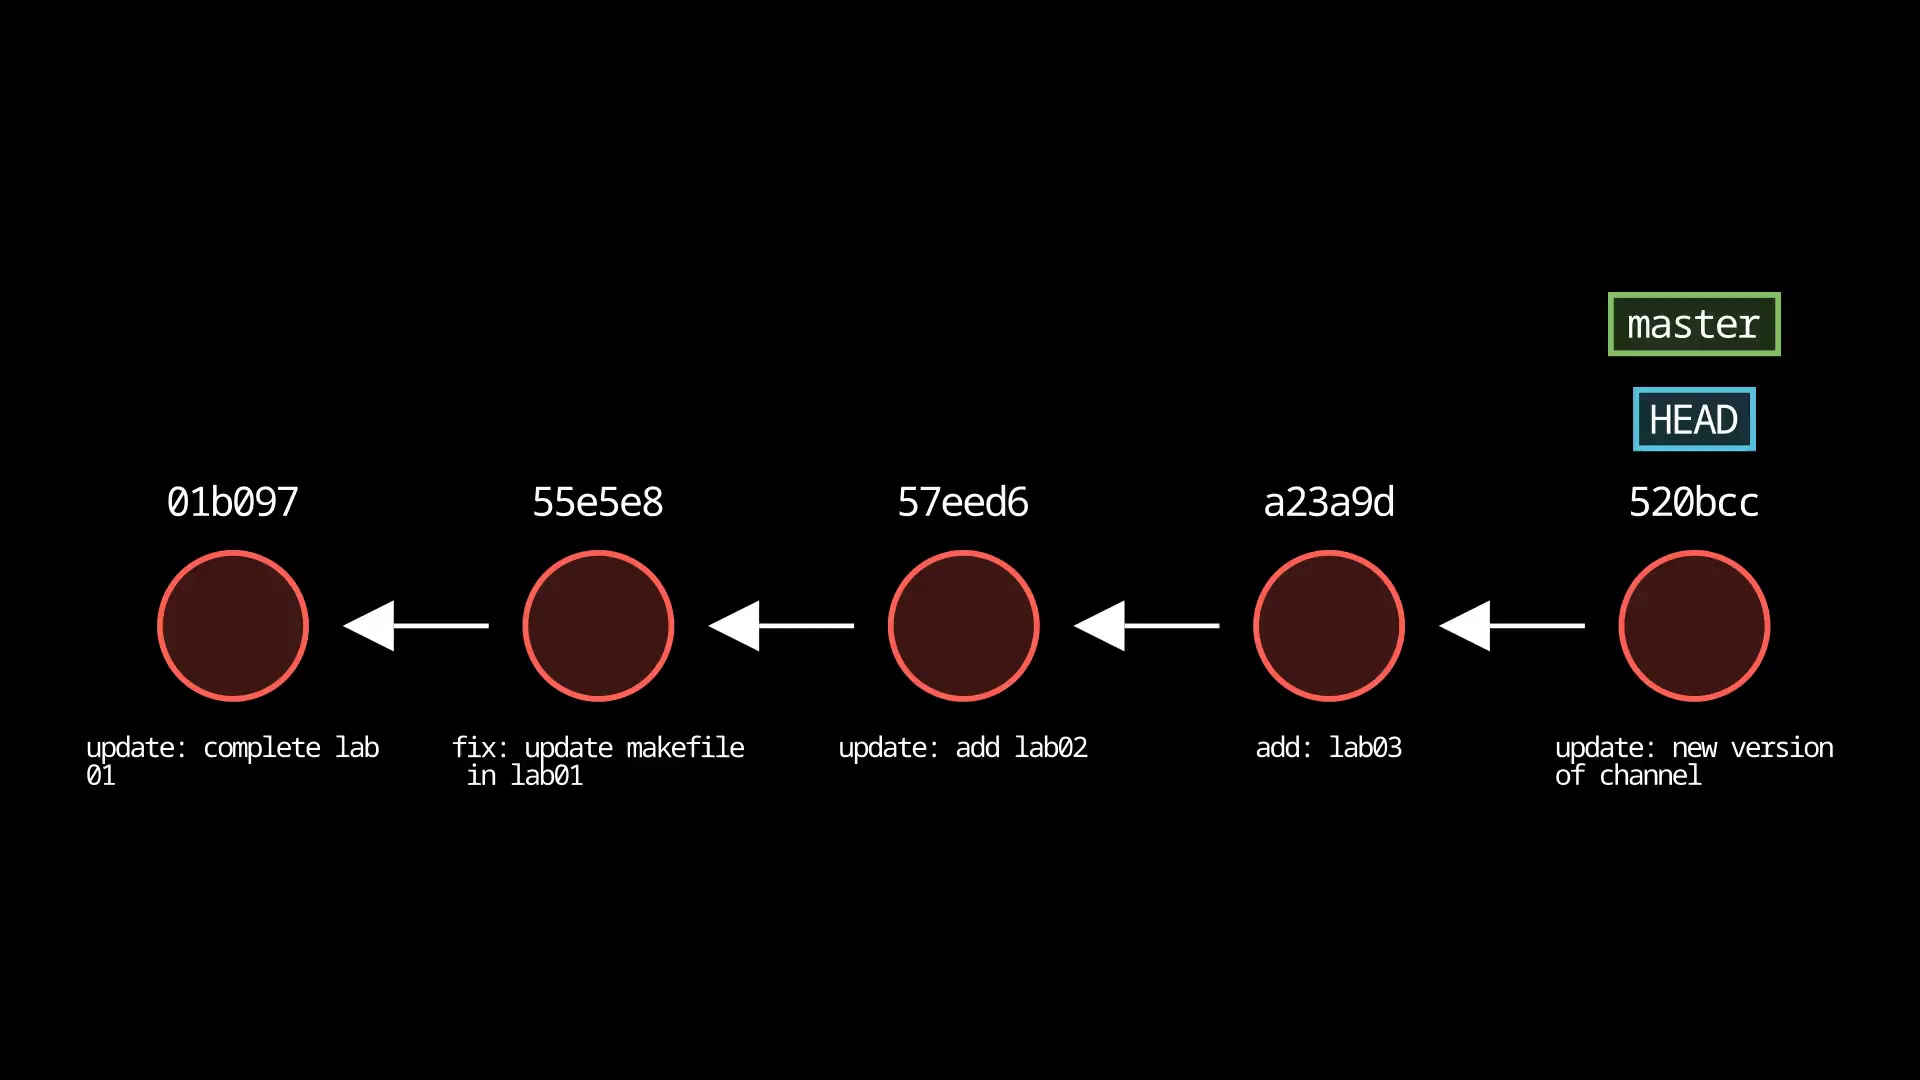 master
HEAD
01b097
55e5e8
57eed6
a23a9d
520bcc
update: complete lab
01
fix: update makefile
in lab01
update: add lab02
add: lab03
update: new version
of channel